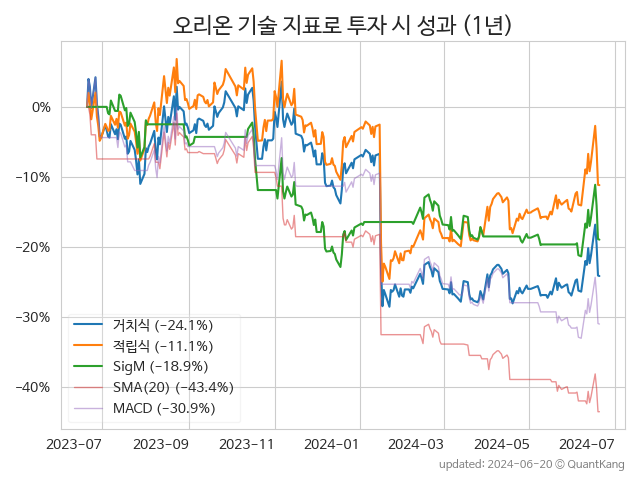 오리온 기술 지표로 투자 시 성과 (1년)
0%
−10%
−20%
−30%
−40%
거치식 (−24.1%)
적립식 (−11.1%)
SigM (−18.9%)
SMA(20) (−43.4%)
MACD (−30.9%)
2023-07 2023-09 2023-11 2024-01 2024-03 2024-05 2024-07
updated: 2024-06-20 © QuantKang